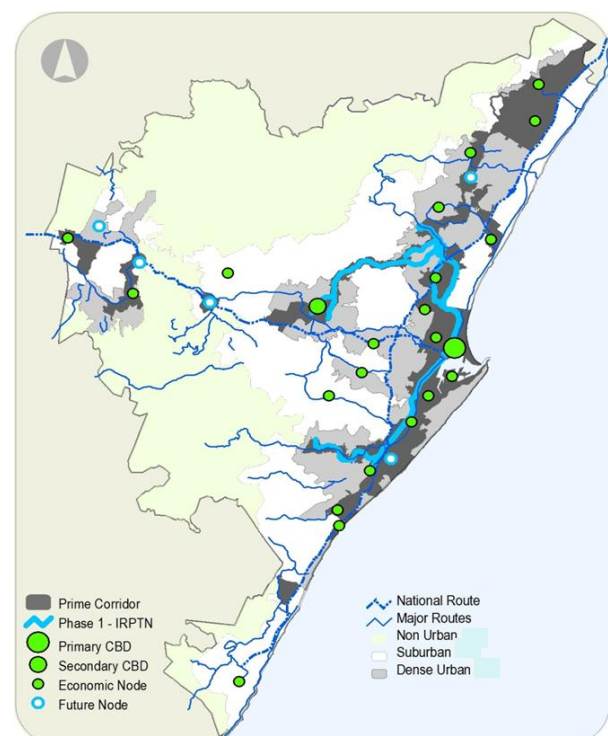 Prime Corridor
Phase 1 - IRPTN
Primary CBD
Secondary CBD
Economic Node
Future Node
National Route
Major Routes
Non Urban
Suburban
Dense Urban